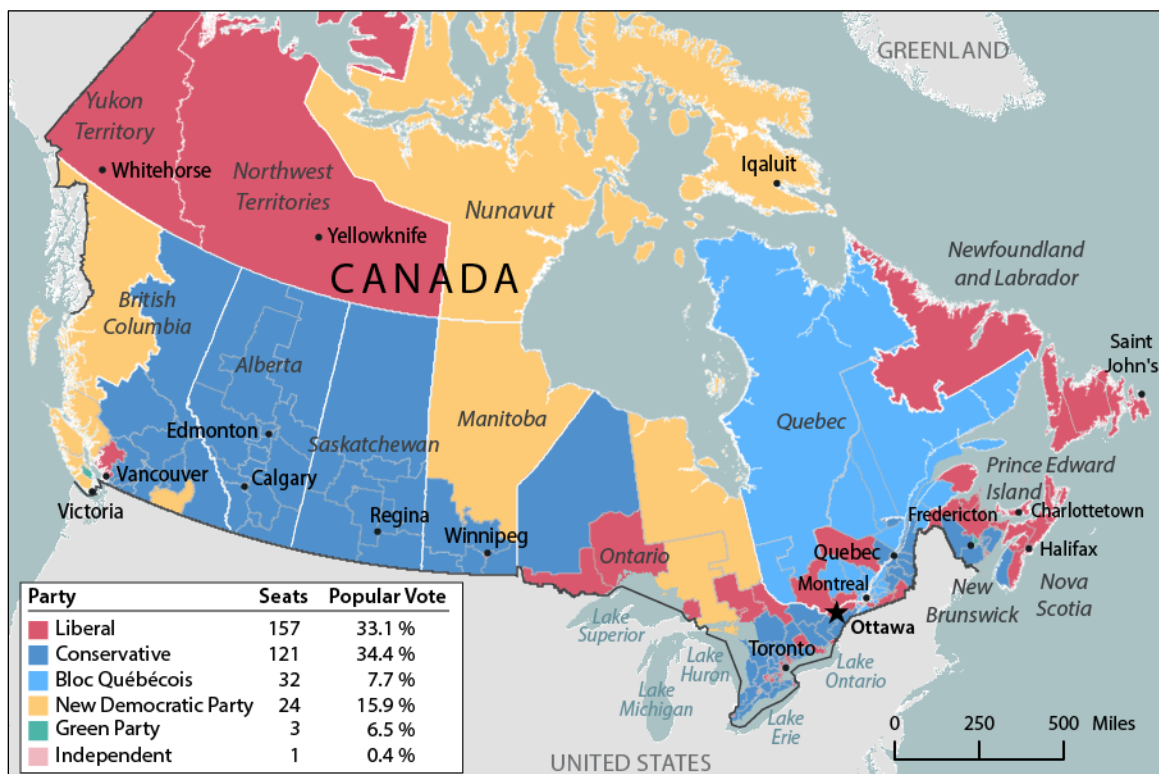 GREENLAND
Yukon
Territory
Whitehorse
Northwest
Territories
Yellowknife
Iqaluit
Nunavut
CANADA
Newfoundland
and Labrador
British
Columbia
Alberta
Saskatchewan
Manitoba
Quebec
Saint
John's
Edmonton
Vancouver
Calgary
Victoria
Regina
Winnipeg
Ontario
Prince Edward
Island
Fredericton
Charlottetown
Quebec
Halifax
Montreal
New
Brunswick
Nova
Scotia
Ottawa
Toronto
Lake
Superior
Lake
Huron
Lake
Michigan
Lake
Ontario
Lake
Erie
UNITED STATES
0 250 500 Miles
Party Seats Popular Vote
Liberal 157 33.1 %
Conservative 121 34.4 %
Bloc Québécois 32 7.7 %
New Democratic Party 24 15.9 %
Green Party 3 6.5 %
Independent 1 0.4 %